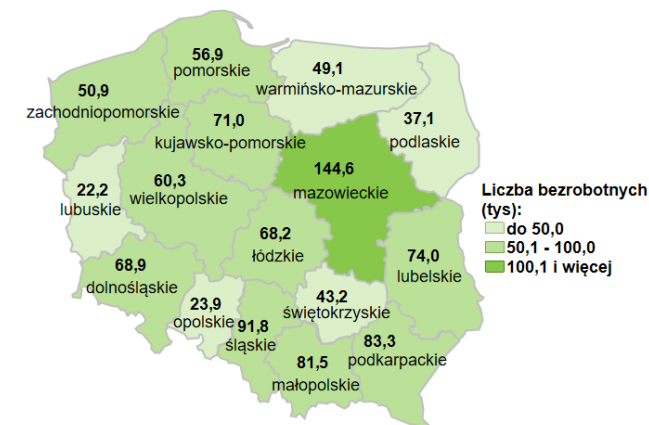 56,9
pomorskie
49,1
warmińsko-mazurskie
50,9
zachodniopomorskie
37,1
podlaskie
71,0
kujawsko-pomorskie
144,6
mazowieckie
60,3
wielkopolskie
22,2
lubuskie
Liczba bezrobotnych
(tys):
do 50,0
50,1 - 100,0
100,1 i więcej
68,2
łódzkie
74,0
lubelskie
68,9
dolnośląskie
23,9
opolskie
43,2
świętokrzyskie
91,8
śląskie
83,3
podkarpackie
81,5
małopolskie